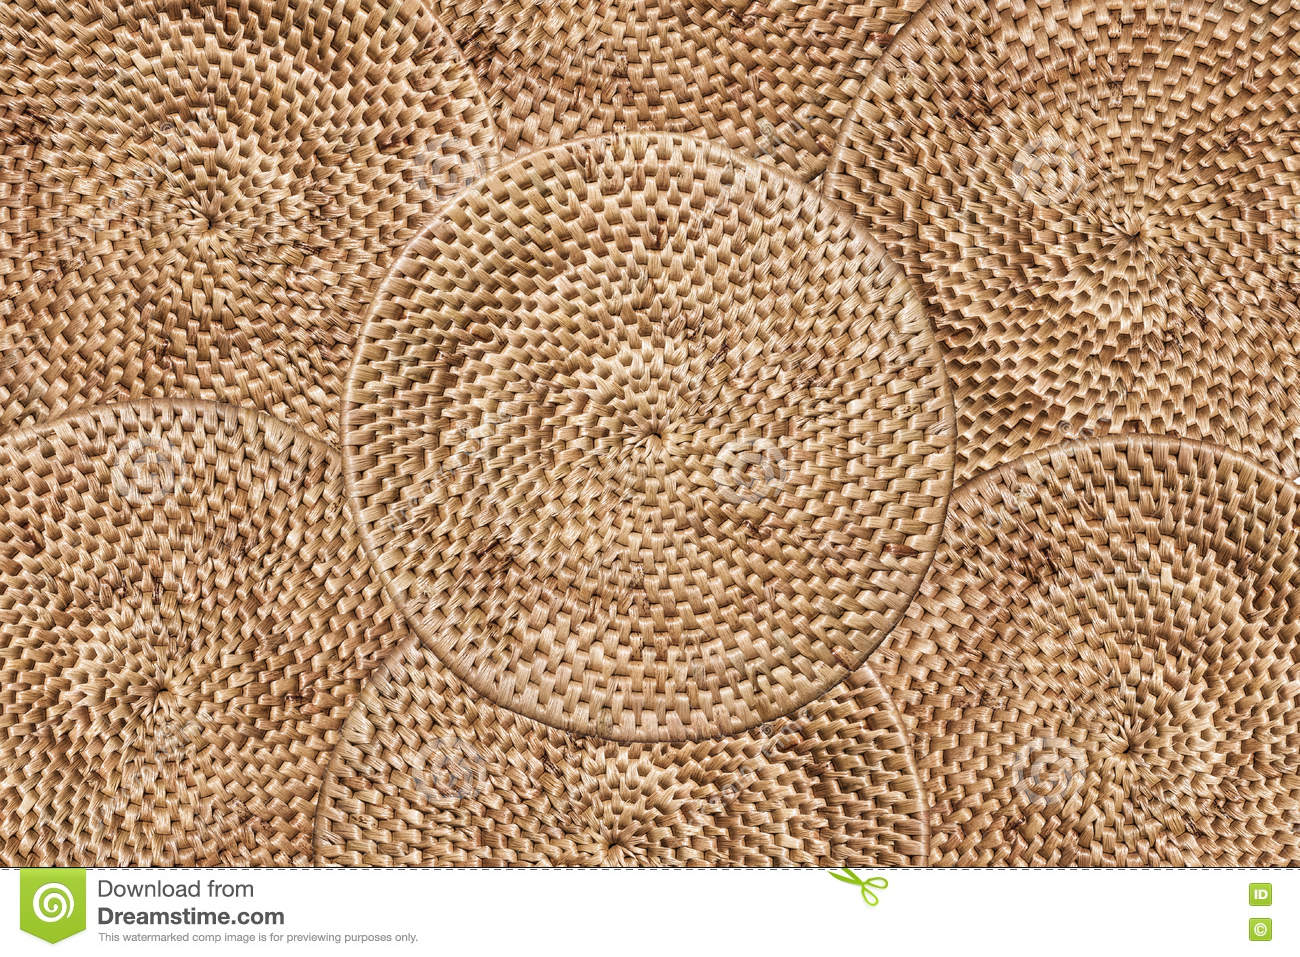 Download from
Dreamstime.com
This watermarked comp image is for previewing purposes only.
ID
©